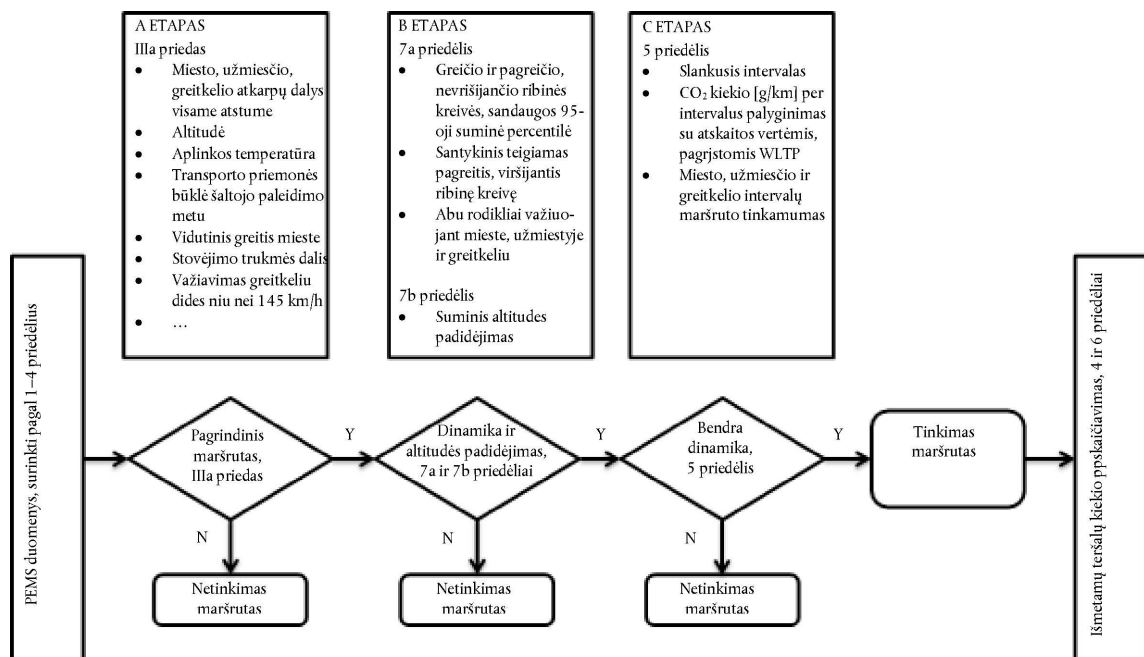 A ETAPAS
IIIa priedas
• Miesto, užmiesčio,
greitkelio atkarpų dalys
visame atstume
• Altitudė
• Aplinkos temperatūra
• Transporto priemonės
būklė šaltojo paleidimo
metu
• Vidutinis greitis mieste
• Stovėjimo trukmės dalis
• Važiavimas greitkeliu
dides niu nei 145 km/h
• ...
B ETAPAS
7a priedėlis
• Greičio ir pagreičio,
nevrišijančio ribinės
kreivės, sandaugos 95-
oji suminė percentilė
• Santykinis teigiamas
pagreitis, viršijantis
ribinę kreivę
• Abu rodikliai važiuo-
jant mieste, užmiestyje
ir greitkeliu
7b priedėlis
• Suminis altitudes
padidėjimas
C ETAPAS
5 priedėlis
• Slankusis intervalas
• CO₂ kiekio [g/km] per
intervalus palyginimas
su atskaitos vertėmis,
pagrįstomis WLTP
• Miesto, užmiesčio ir
greitkelio intervalų
maršruto tinkamumas
PEMS duomenys, surinkti pagal 1–4 priedėlius
Pagrindinis
maršrutas,
IIIa priedas
Y
N
Netinkimas
maršrutas
Dinamika ir
altitudės padidėjimas,
7a ir 7b priedėliai
Y
N
Netinkimas
maršrutas
Bendra
dinamika,
5 priedėlis
Y
N
Netinkimas
maršrutas
Tinkimas
maršrutas
Išmetamų teršalų kiekio ppskaičiavimas, 4 ir 6 priedėliai